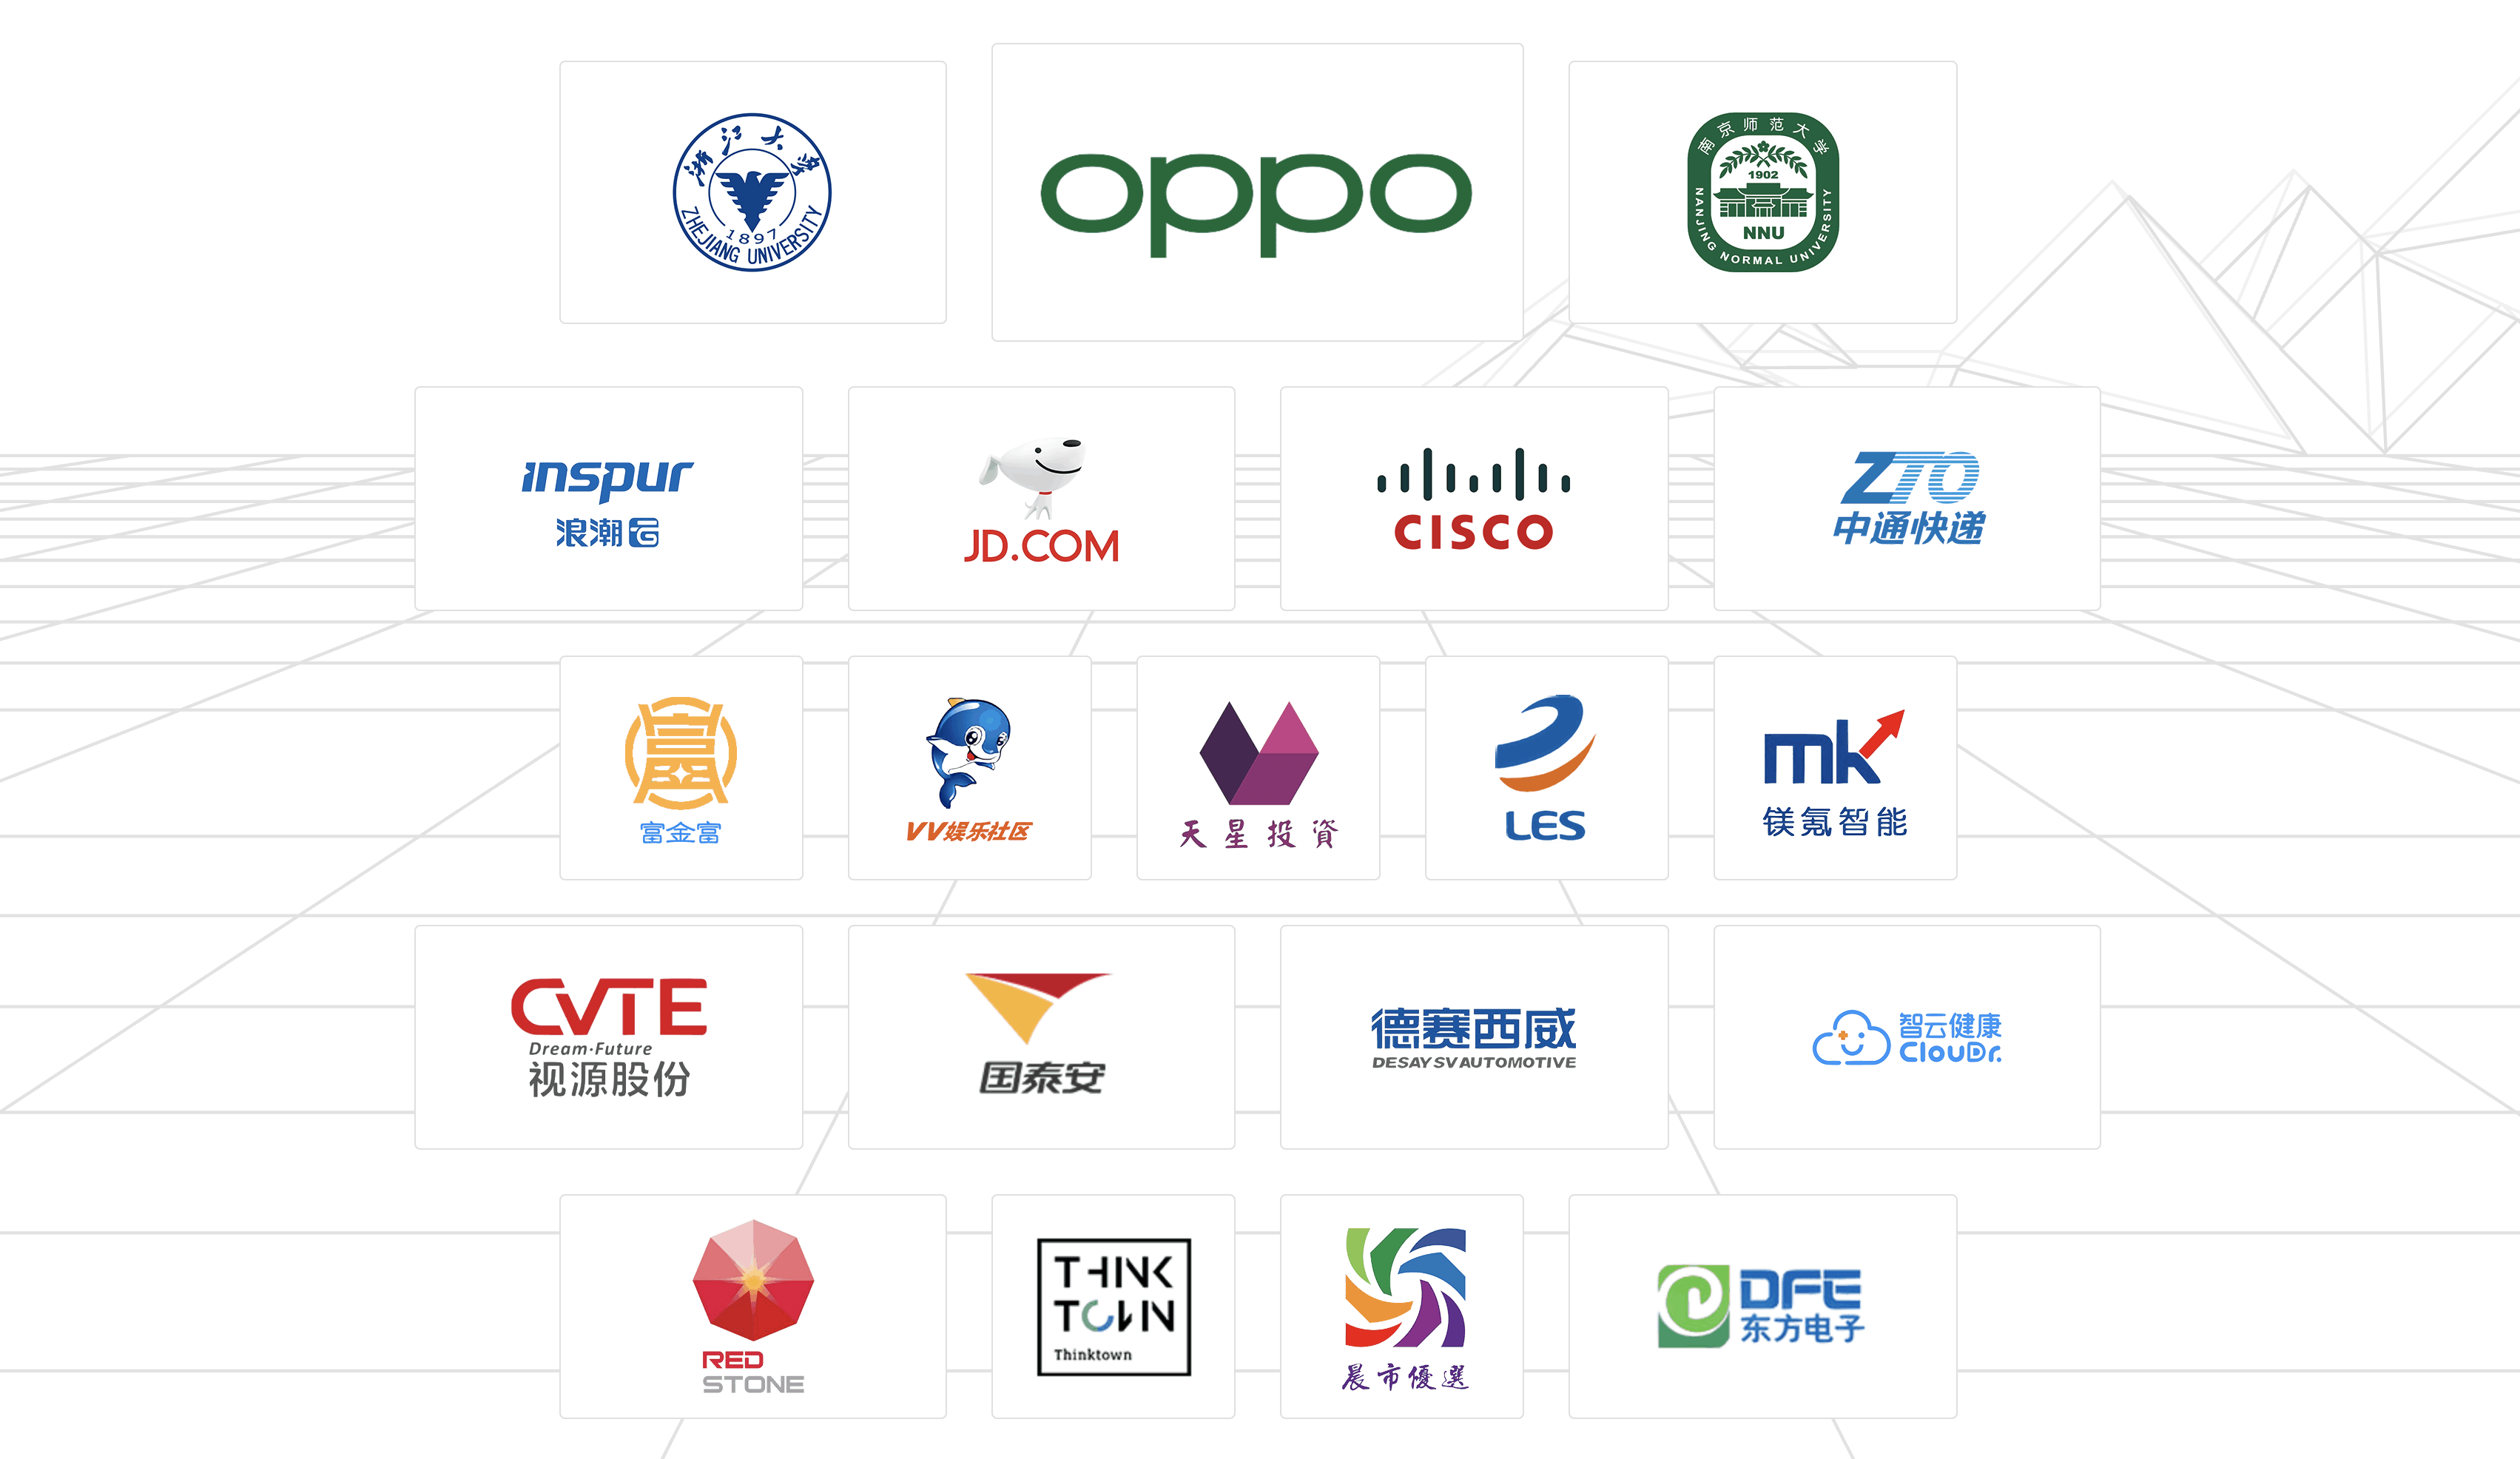 浙江大学
1897
ZHEJIANG UNIVERSITY
oppo
南京师范大学
1902
NNU
NANJING NORMAL UNIVERSITY
inspur
浪潮
JD.COM
CISCO
ZTO
中通快递
富金富
VV娱乐社区
天星投資
LES
mk
镁氪智能
CVTE
Dream·Future
视源股份
国泰安
德赛西威
DESAY SV AUTOMOTIVE
智云健康
ClouDr.
RED
STONE
THINK
TOWN
Thinktown
晨市優選
DFE
东方电子